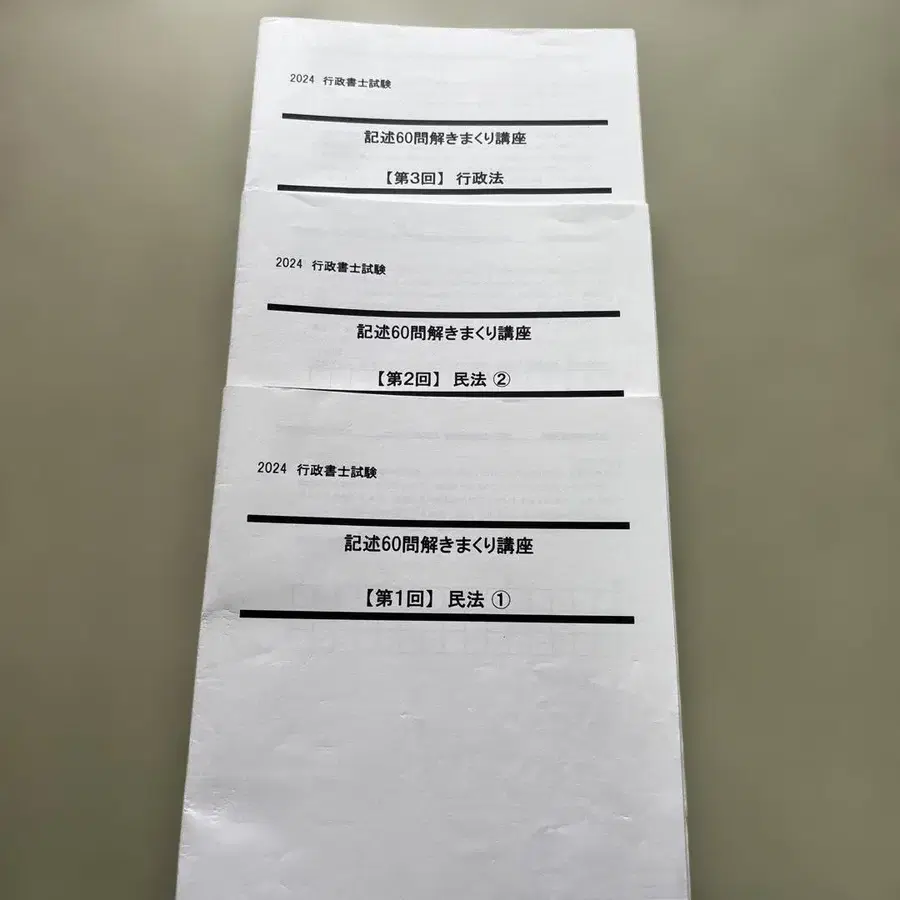 2024 行政書士試験
記述60問解きまくり講座
【第3回】 行政法
2024 行政書士試験
記述60問解きまくり講座
【第2回】 民法 ②
2024 行政書士試験
記述60問解きまくり講座
【第1回】 民法 ①